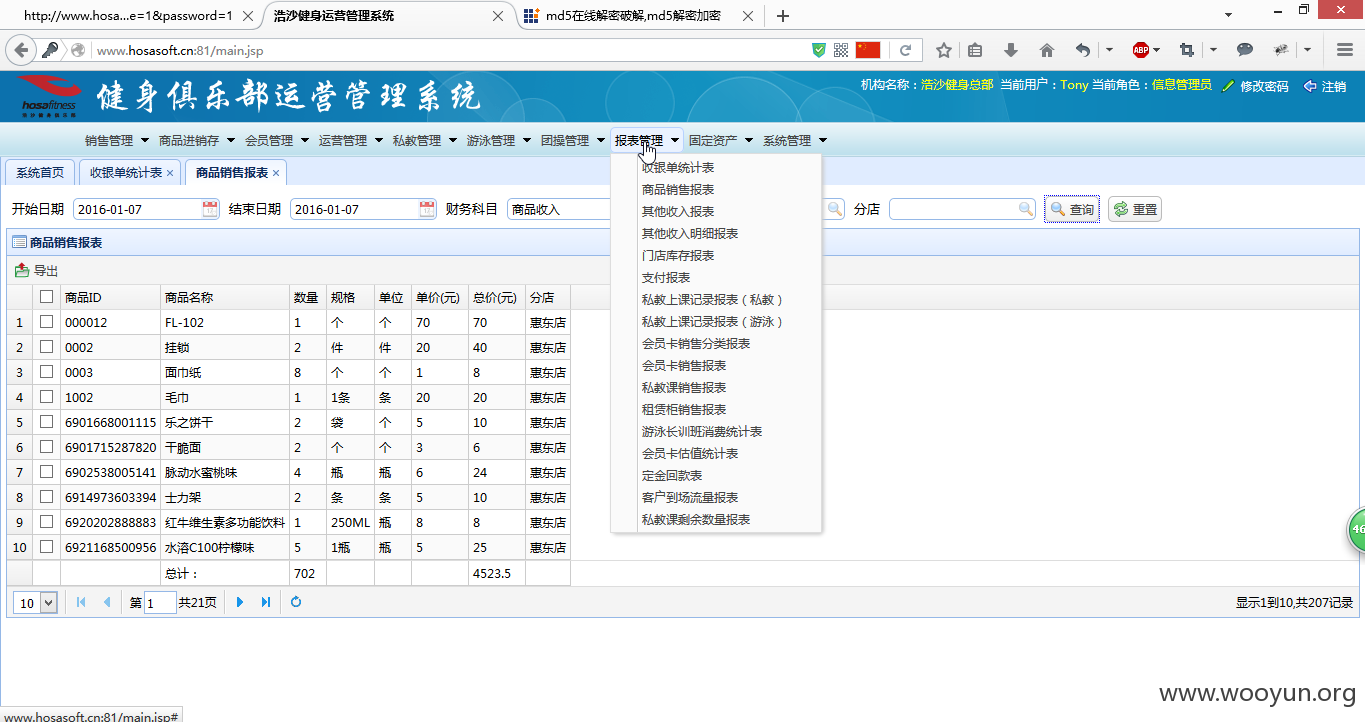 http://www.hosa...e=1&password=1
浩沙健身运营管理系统
md5在线解密破解,md5解密加密
www.hosasoft.cn:81/main.jsp
ABP
hosafitness
健身俱乐部运营管理系统
机构名称：浩沙健身总部 当前用户：Tony 当前角色：信息管理员 修改密码 注销
销售管理 商品进销存 会员管理 运营管理 私教管理 游泳管理 团操管理 报表管理 固定资产 系统管理
系统首页 收银单统计表 商品销售报表
开始日期 2016-01-07 结束日期 2016-01-07 财务科目 商品收入 分店 查询 重置
商品销售报表
导出
商品ID 商品名称 数量 规格 单位 单价(元) 总价(元) 分店
1 000012 FL-102 1 个 个 70 70 惠东店
2 0002 挂锁 2 件 件 20 40 惠东店
3 0003 面巾纸 8 个 个 1 8 惠东店
4 1002 毛巾 1 1条 条 20 20 惠东店
5 6901668001115 乐之饼干 2 袋 个 5 10 惠东店
6 6901715287820 干脆面 2 个 个 3 6 惠东店
7 6902538005141 脉动水蜜桃味 4 瓶 瓶 6 24 惠东店
8 6914973603394 士力架 2 条 条 5 10 惠东店
9 6920202888883 红牛维生素多功能饮料 1 250ML 瓶 8 8 惠东店
10 6921168500956 水溶C100柠檬味 5 1瓶 瓶 5 25 惠东店
总计： 702 4523.5
10 第 1 共21页 显示1到10,共207记录
收银单统计表
商品销售报表
其他收入报表
其他收入明细报表
门店库存报表
支付报表
私教上课记录报表（私教）
私教上课记录报表（游泳）
会员卡销售分类报表
会员卡销售报表
私教课销售报表
租赁柜销售报表
游泳长训班消费统计表
会员卡估值统计表
定金回款表
客户到场流量报表
私教课剩余数量报表
46
www.wooyun.org
www.hosasoft.cn:81/main.jsp#